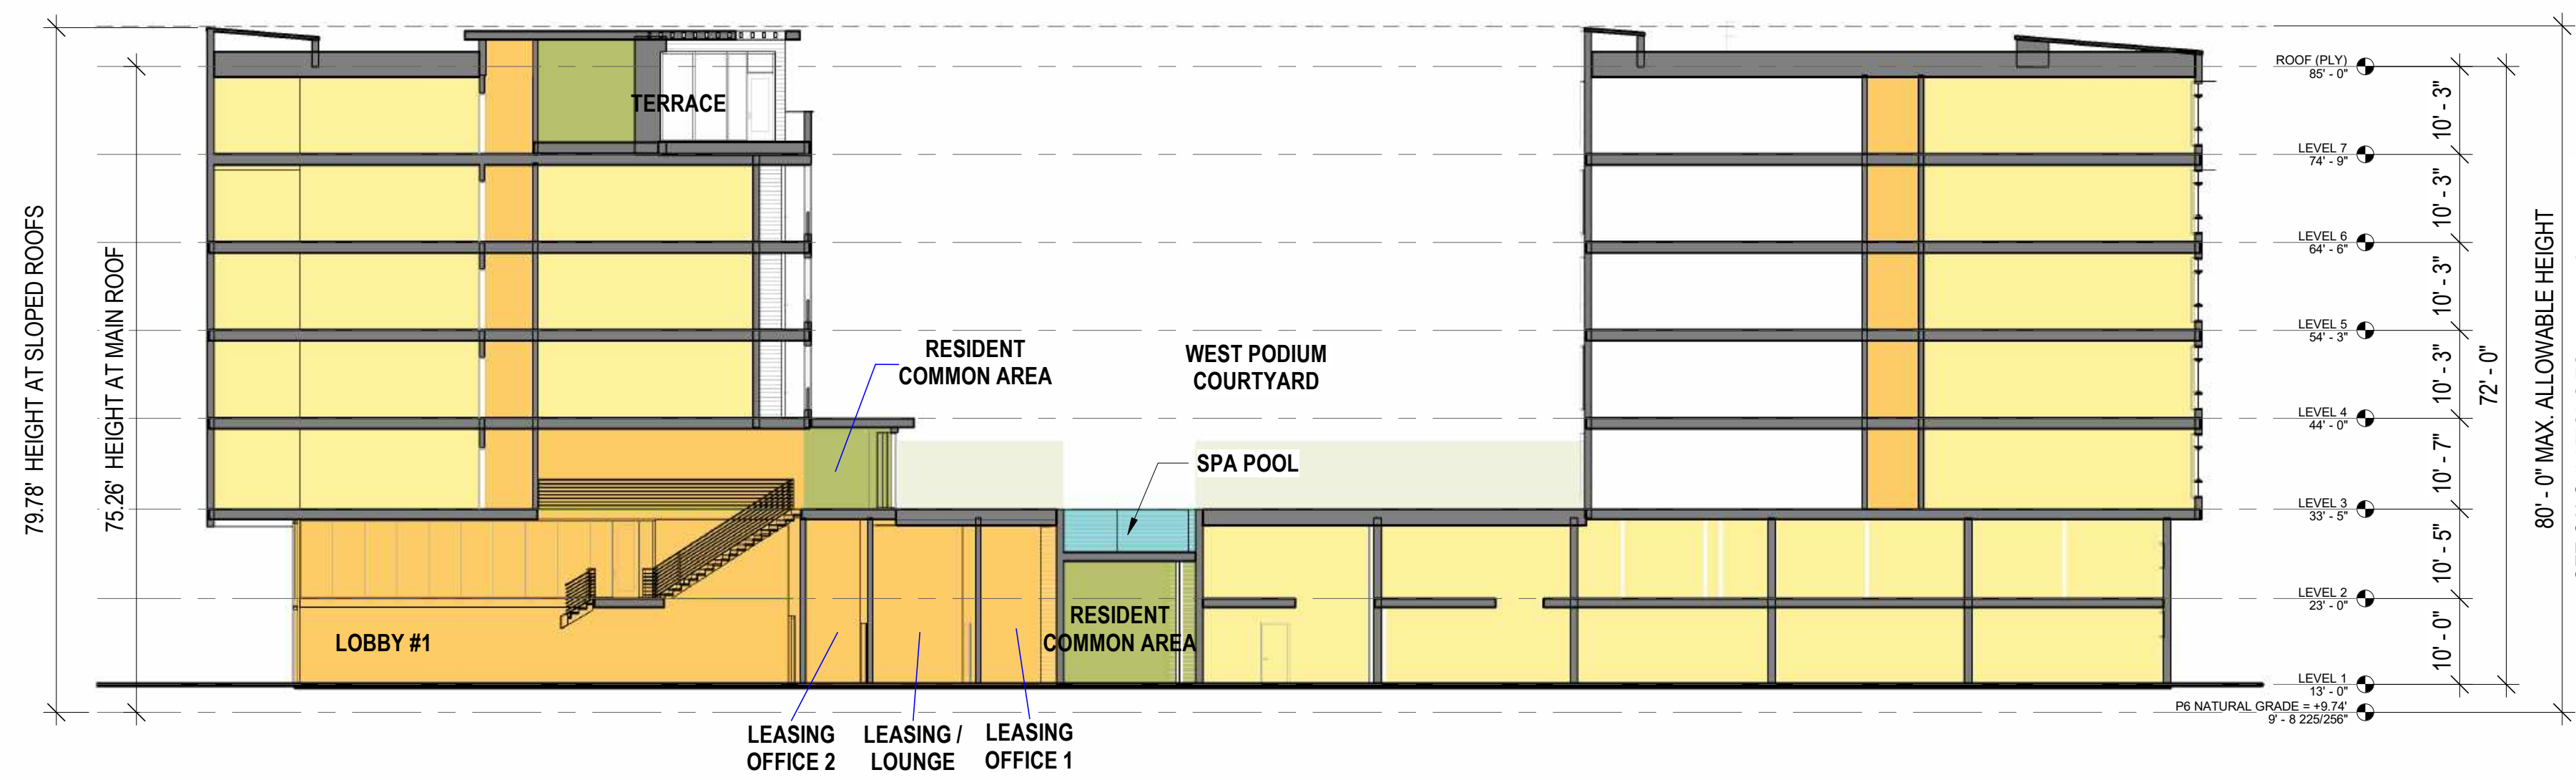 79.78' HEIGHT AT SLOPED ROOFS
75.26' HEIGHT AT MAIN ROOF
TERRACE
RESIDENT
COMMON AREA
WEST PODIUM
COURTYARD
SPA POOL
LOBBY #1
RESIDENT
COMMON AREA
LEASING
OFFICE 2
LEASING /
LOUNGE
LEASING
OFFICE 1
ROOF (PLY)
85' - 0"
LEVEL 7
74' - 9"
LEVEL 6
64' - 6"
LEVEL 5
54' - 3"
LEVEL 4
44' - 0"
LEVEL 3
33' - 5"
LEVEL 2
23' - 0"
LEVEL 1
13' - 0"
P6 NATURAL GRADE = +9.74'
9' - 8 225/256"
10' - 3"
10' - 3"
10' - 3"
10' - 3"
10' - 7"
10' - 5"
10' - 0"
72' - 0"
80' - 0" MAX. ALLOWABLE HEIGHT